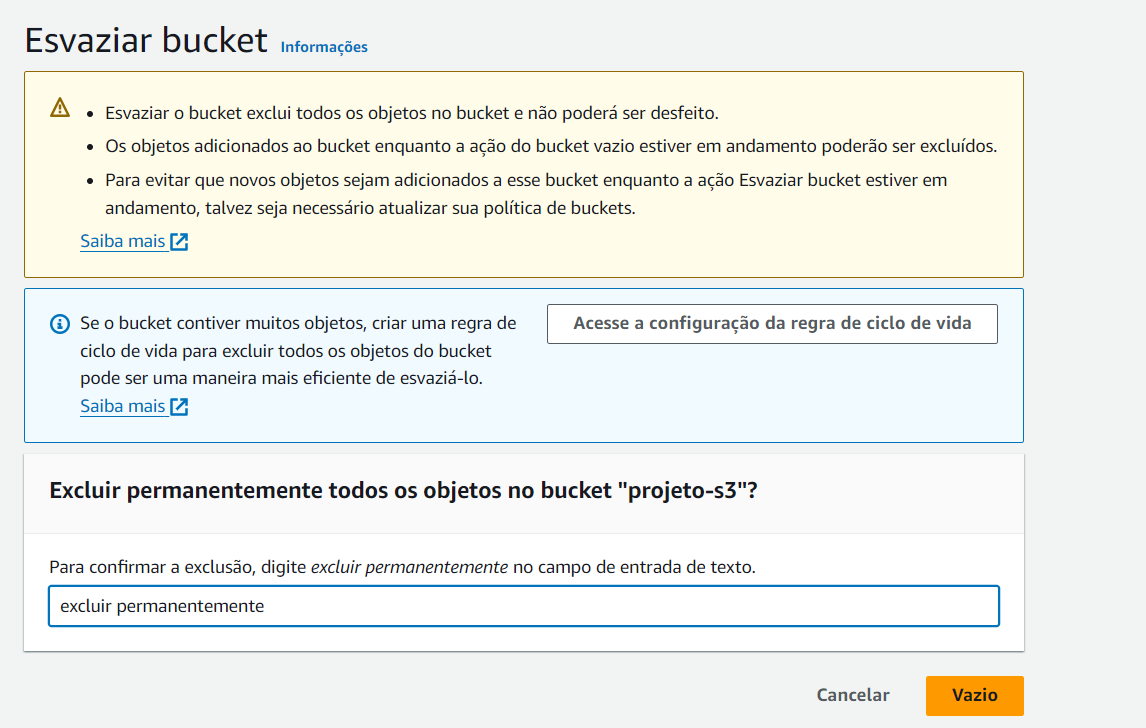 Esvaziar bucket Informações
• Esvaziar o bucket exclui todos os objetos no bucket e não poderá ser desfeito.
• Os objetos adicionados ao bucket enquanto a ação do bucket vazio estiver em andamento poderão ser excluídos.
• Para evitar que novos objetos sejam adicionados a esse bucket enquanto a ação Esvaziar bucket estiver em
andamento, talvez seja necessário atualizar sua política de buckets.
Saiba mais
Se o bucket contiver muitos objetos, criar uma regra de
ciclo de vida para excluir todos os objetos do bucket
pode ser uma maneira mais eficiente de esvaziá-lo.
Saiba mais
Acesse a configuração da regra de ciclo de vida
Excluir permanentemente todos os objetos no bucket "projeto-s3"?
Para confirmar a exclusão, digite excluir permanentemente no campo de entrada de texto.
excluir permanentemente
Cancelar
Vazio